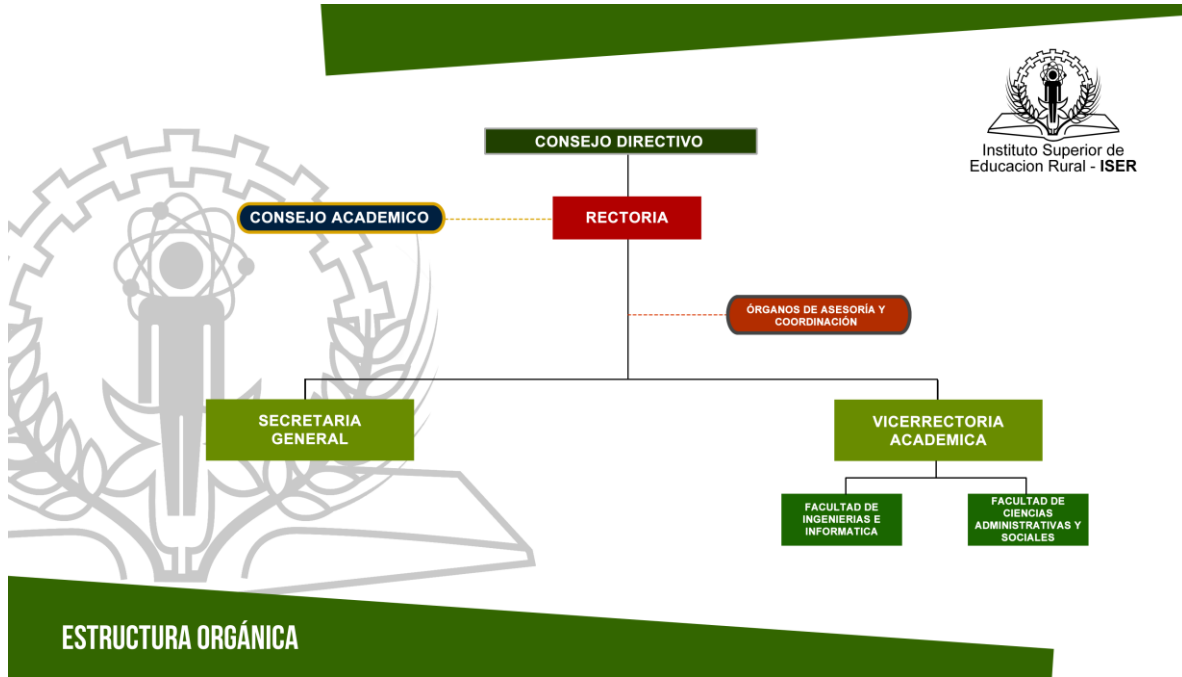 Instituto Superior de
Educacion Rural - ISER
CONSEJO DIRECTIVO
CONSEJO ACADEMICO
RECTORIA
ÓRGANOS DE ASESORÍA Y
COORDINACIÓN
SECRETARIA
GENERAL
VICERRECTORIA
ACADEMICA
FACULTAD DE
INGENIERIAS E
INFORMATICA
FACULTAD DE
CIENCIAS
ADMINISTRATIVAS Y
SOCIALES
ESTRUCTURA ORGÁNICA